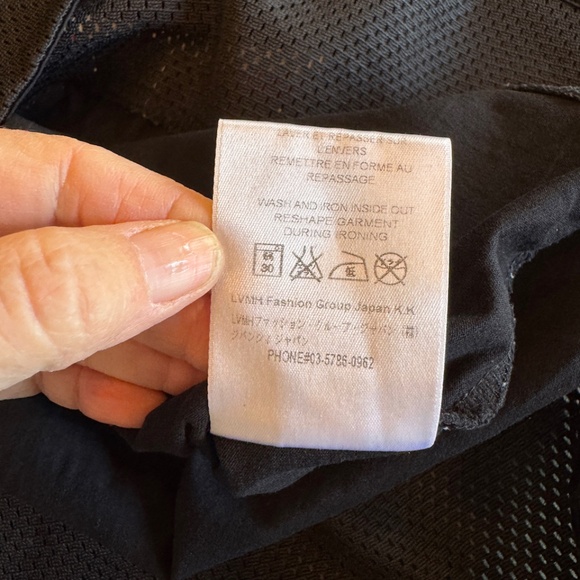 LAVER ET REPASSER SUR
L'ENVERS
REMETTRE EN FORME AU
REPASSAGE
WASH AND IRON INSIDE OUT
RESHAPE GARMENT
DURING IRONING
30
LVMH Fashion Group Japan K.K
LVMHファッション・グループ・ジャパン (株)
ジバンシィ ジャパン
PHONE#03-5786-0962